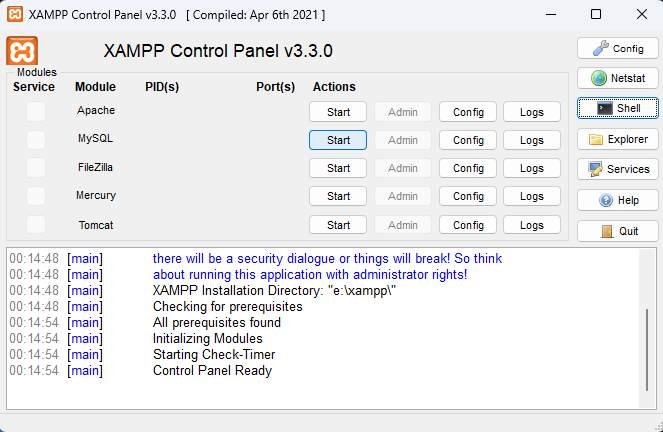 XAMPP Control Panel v3.3.0 [ Compiled: Apr 6th 2021 ]
XAMPP Control Panel v3.3.0
Config
Modules
Service Module PID(s) Port(s) Actions
Netstat
Apache Start Admin Config Logs
Shell
MySQL Start Admin Config Logs
Explorer
FileZilla Start Admin Config Logs
Services
Mercury Start Admin Config Logs
Help
Tomcat Start Admin Config Logs
Quit
00:14:48 [main] there will be a security dialogue or things will break! So think
00:14:48 [main] about running this application with administrator rights!
00:14:48 [main] XAMPP Installation Directory: "e:\xampp\"
00:14:48 [main] Checking for prerequisites
00:14:54 [main] All prerequisites found
00:14:54 [main] Initializing Modules
00:14:54 [main] Starting Check-Timer
00:14:54 [main] Control Panel Ready